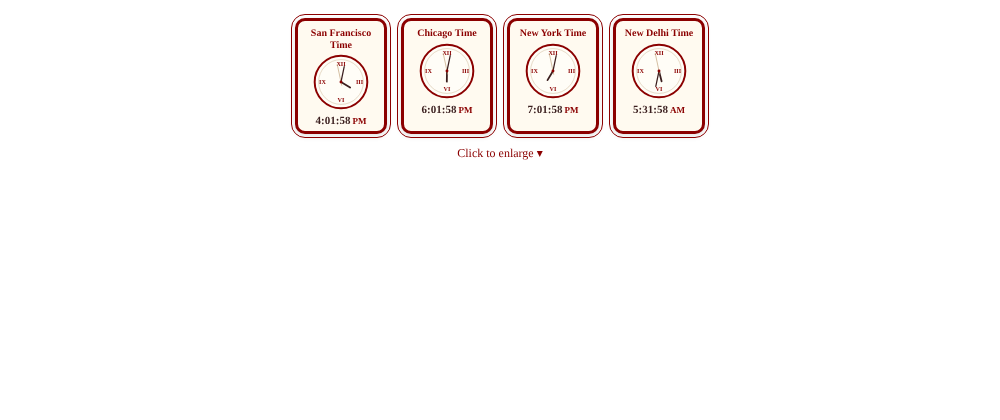 San Francisco
Time
XII
IX
III
VI
4:01:58 PM
Chicago Time
XII
IX
III
VI
6:01:58 PM
New York Time
XII
IX
III
VI
7:01:58 PM
New Delhi Time
XII
IX
III
VI
5:31:58 AM
Click to enlarge ▾